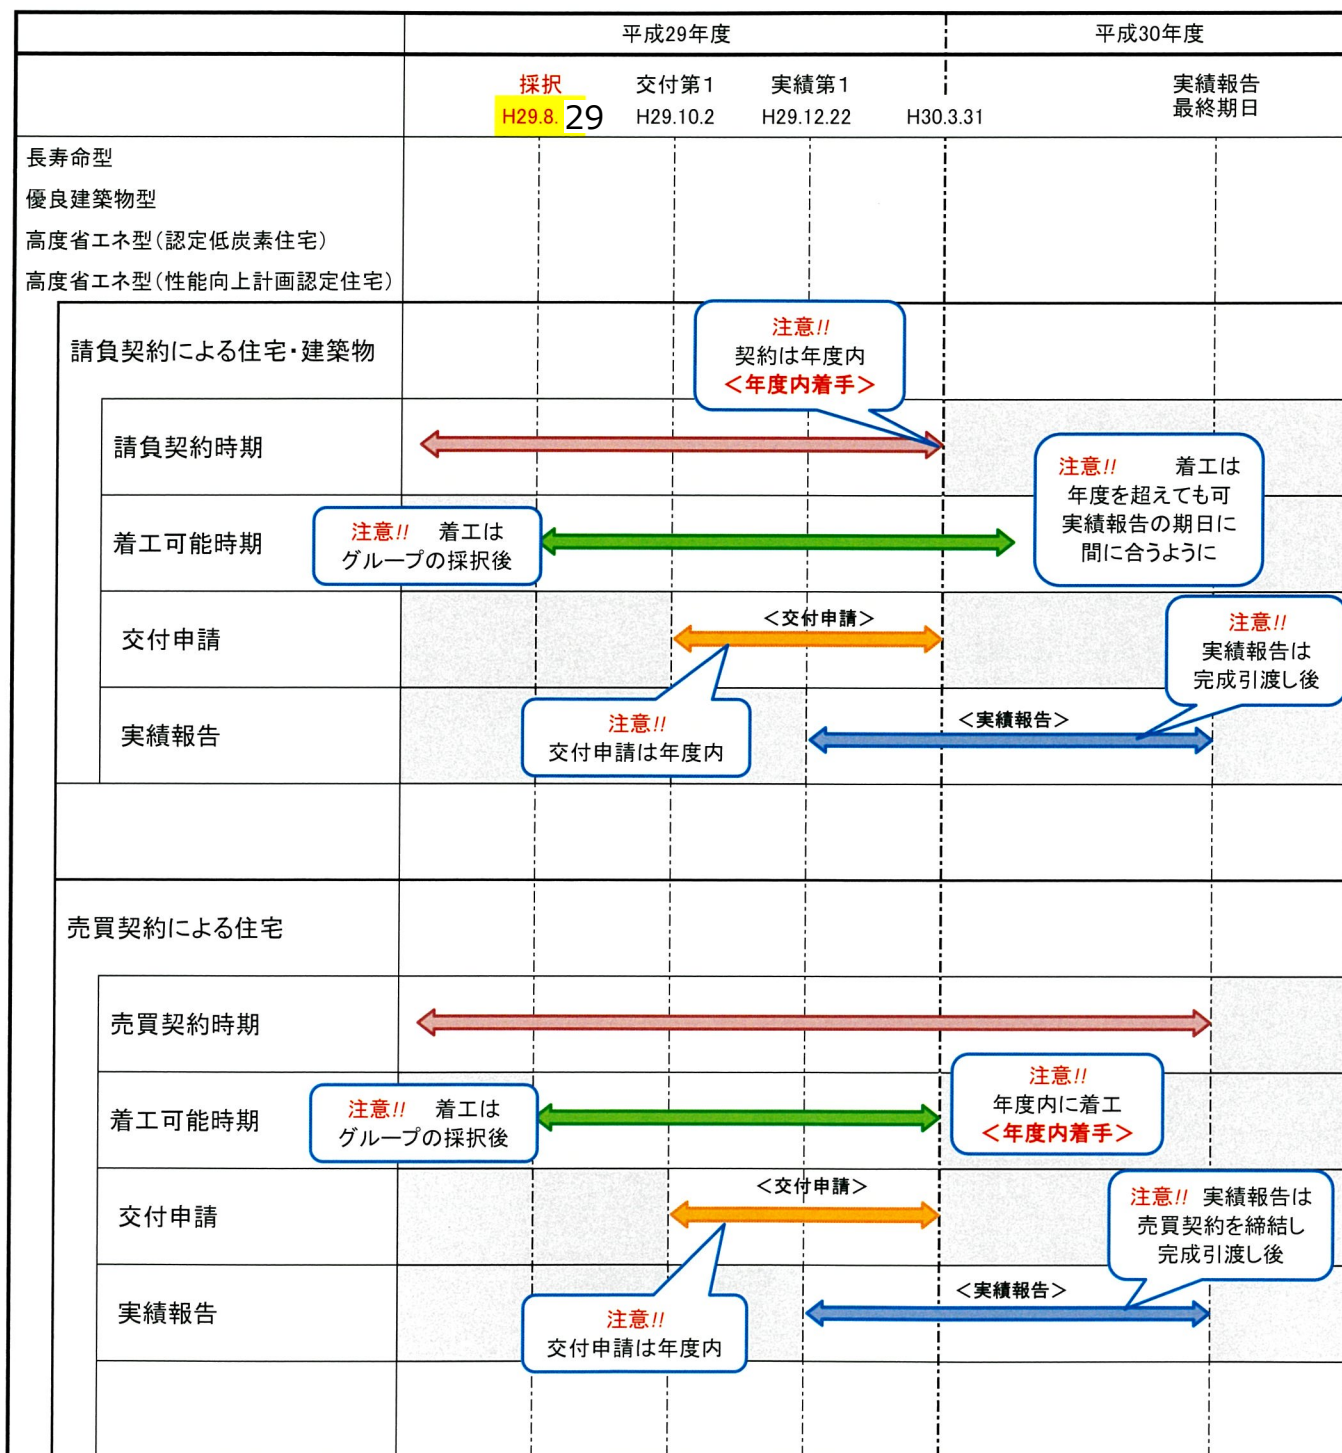 平成29年度
平成30年度
採択
交付第1
実績第1
実績報告
最終期日
H29.8. 29
H29.10.2
H29.12.22
H30.3.31
長寿命型
優良建築物型
高度省エネ型(認定低炭素住宅)
高度省エネ型(性能向上計画認定住宅)
請負契約による住宅・建築物
注意!!
契約は年度内
<年度内着手>
請負契約時期
注意!! 着工は
年度を超えても可
実績報告の期日に
間に合うように
着工可能時期
注意!! 着工は
グループの採択後
交付申請
<交付申請>
注意!!
実績報告は
完成引渡し後
実績報告
注意!!
交付申請は年度内
<実績報告>
売買契約による住宅
売買契約時期
着工可能時期
注意!! 着工は
グループの採択後
注意!!
年度内に着工
<年度内着手>
交付申請
<交付申請>
注意!! 実績報告は
売買契約を締結し
完成引渡し後
実績報告
注意!!
交付申請は年度内
<実績報告>